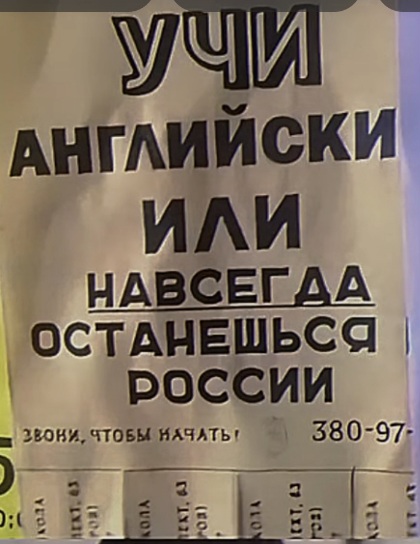 УЧИ
АНГЛИЙСКИ
ИЛИ
НАВСЕГДА
ОСТАНЕШЬСЯ
РОССИИ
ЗВОНИ, ЧТОБЫ НАЧАТЬ! 380-97-